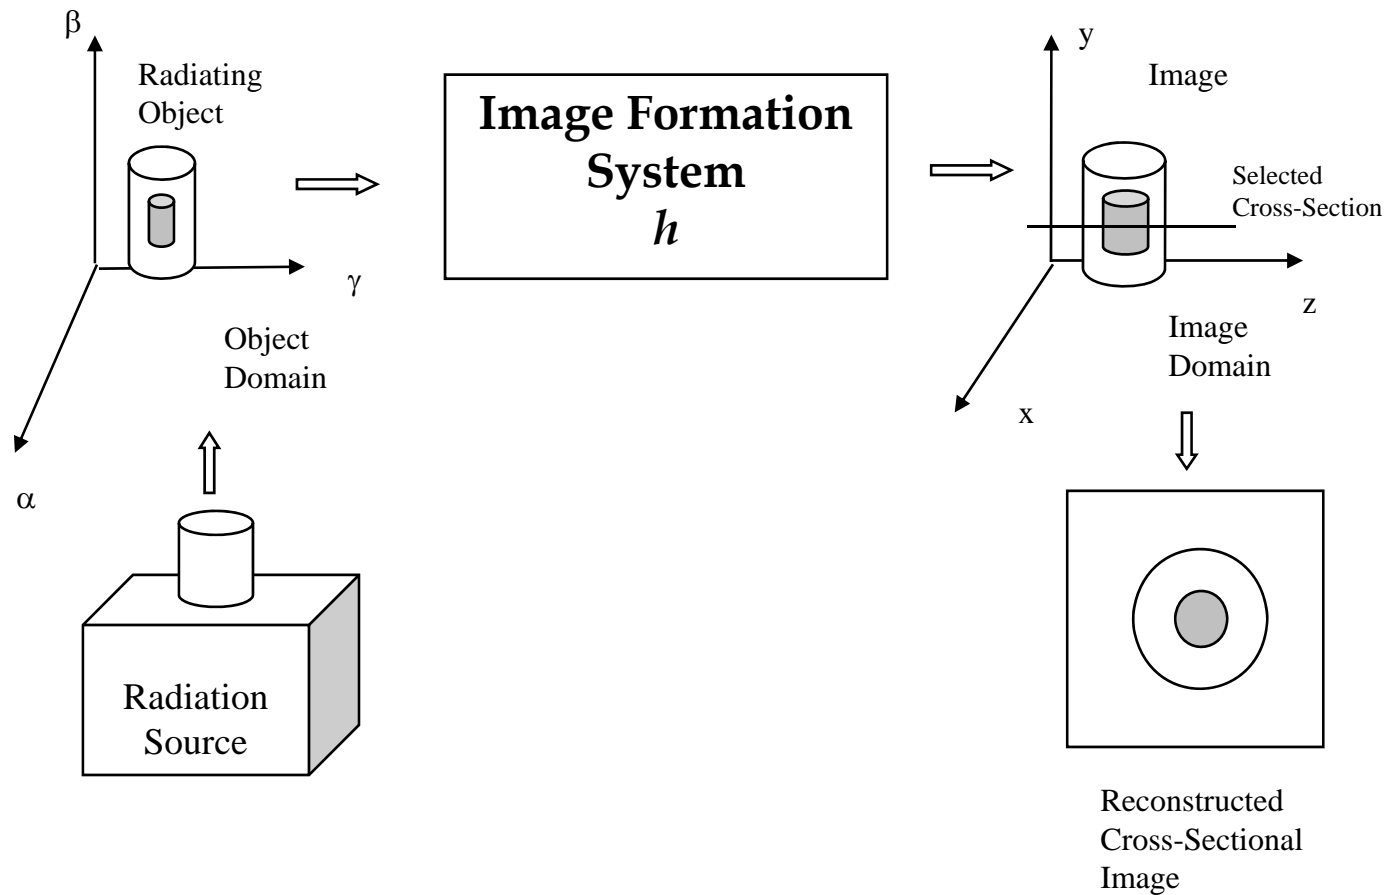 β
Radiating
Object
γ
Object
Domain
α
Radiation
Source
Image Formation
System
h
y
Image
Selected
Cross-Section
z
Image
Domain
x
Reconstructed
Cross-Sectional
Image